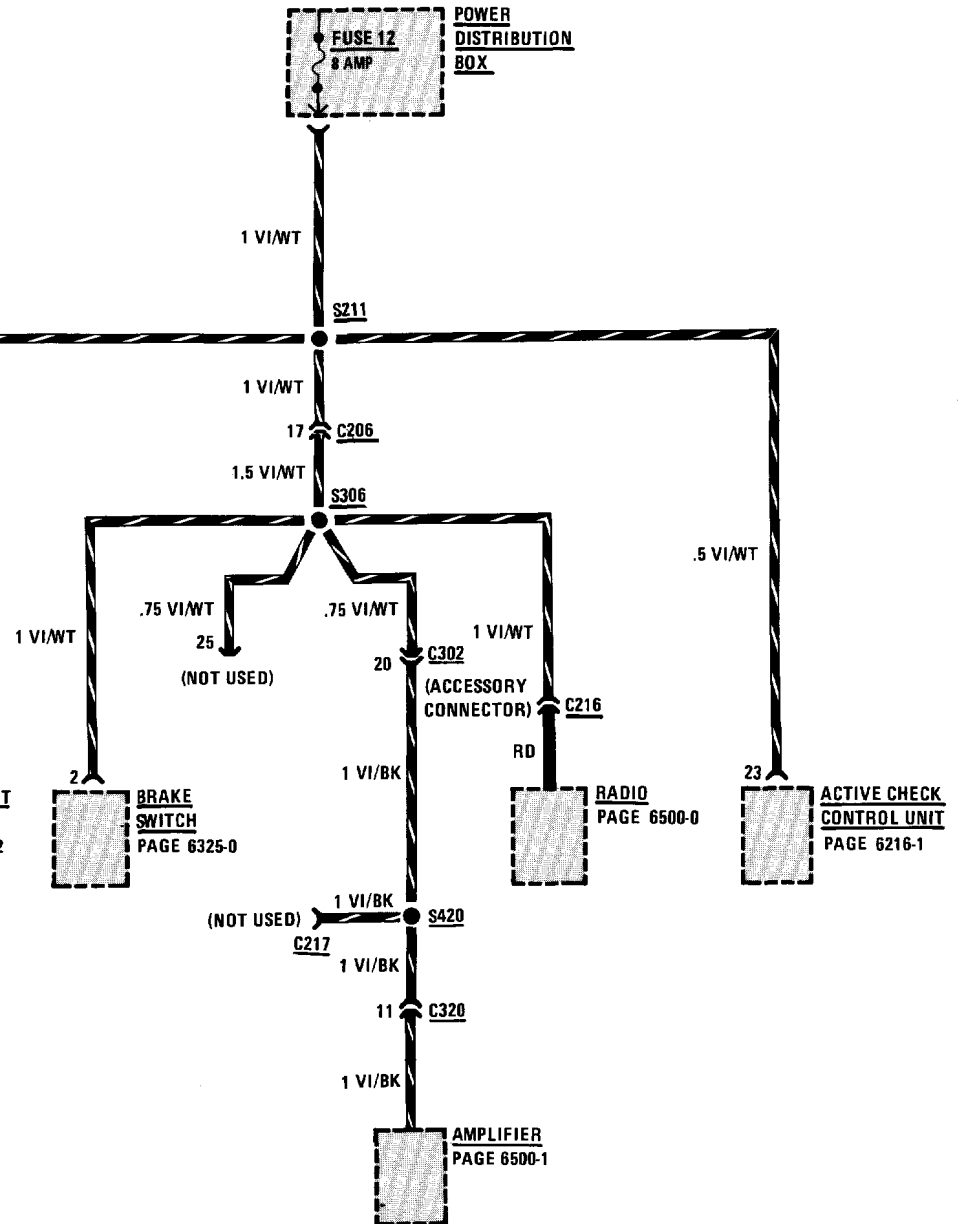 POWER
DISTRIBUTION
BOX
FUSE 12
8 AMP
1 VI/WT
S211
1 VI/WT
17
C206
1.5 VI/WT
S306
.5 VI/WT
.75 VI/WT
.75 VI/WT
1 VI/WT
1 VI/WT
25
(NOT USED)
20
C302
(ACCESSORY
CONNECTOR)
C216
RD
1 VI/BK
2
23
T
2
BRAKE
SWITCH
PAGE 6325-0
RADIO
PAGE 6500-0
ACTIVE CHECK
CONTROL UNIT
PAGE 6216-1
1 VI/BK
(NOT USED)
S420
C217
1 VI/BK
11
C320
1 VI/BK
AMPLIFIER
PAGE 6500-1